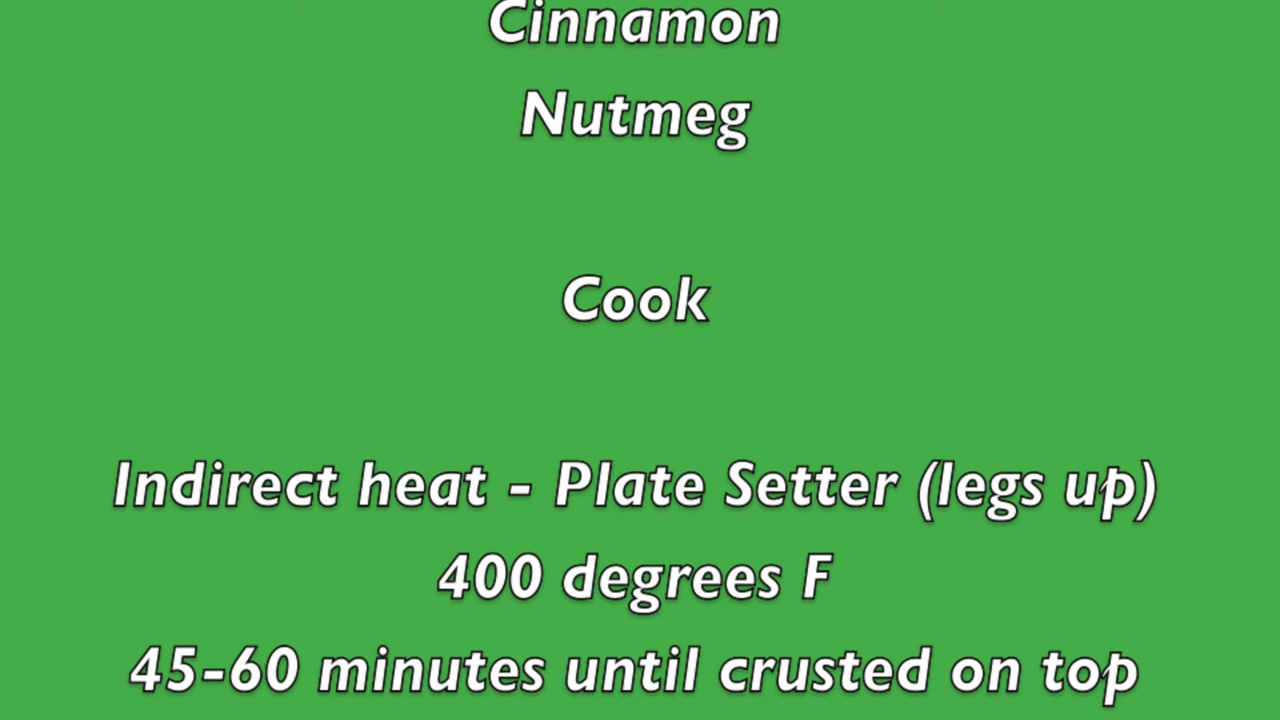 Cinnamon
Nutmeg
Cook
Indirect heat - Plate Setter (legs up)
400 degrees F
45-60 minutes until crusted on top